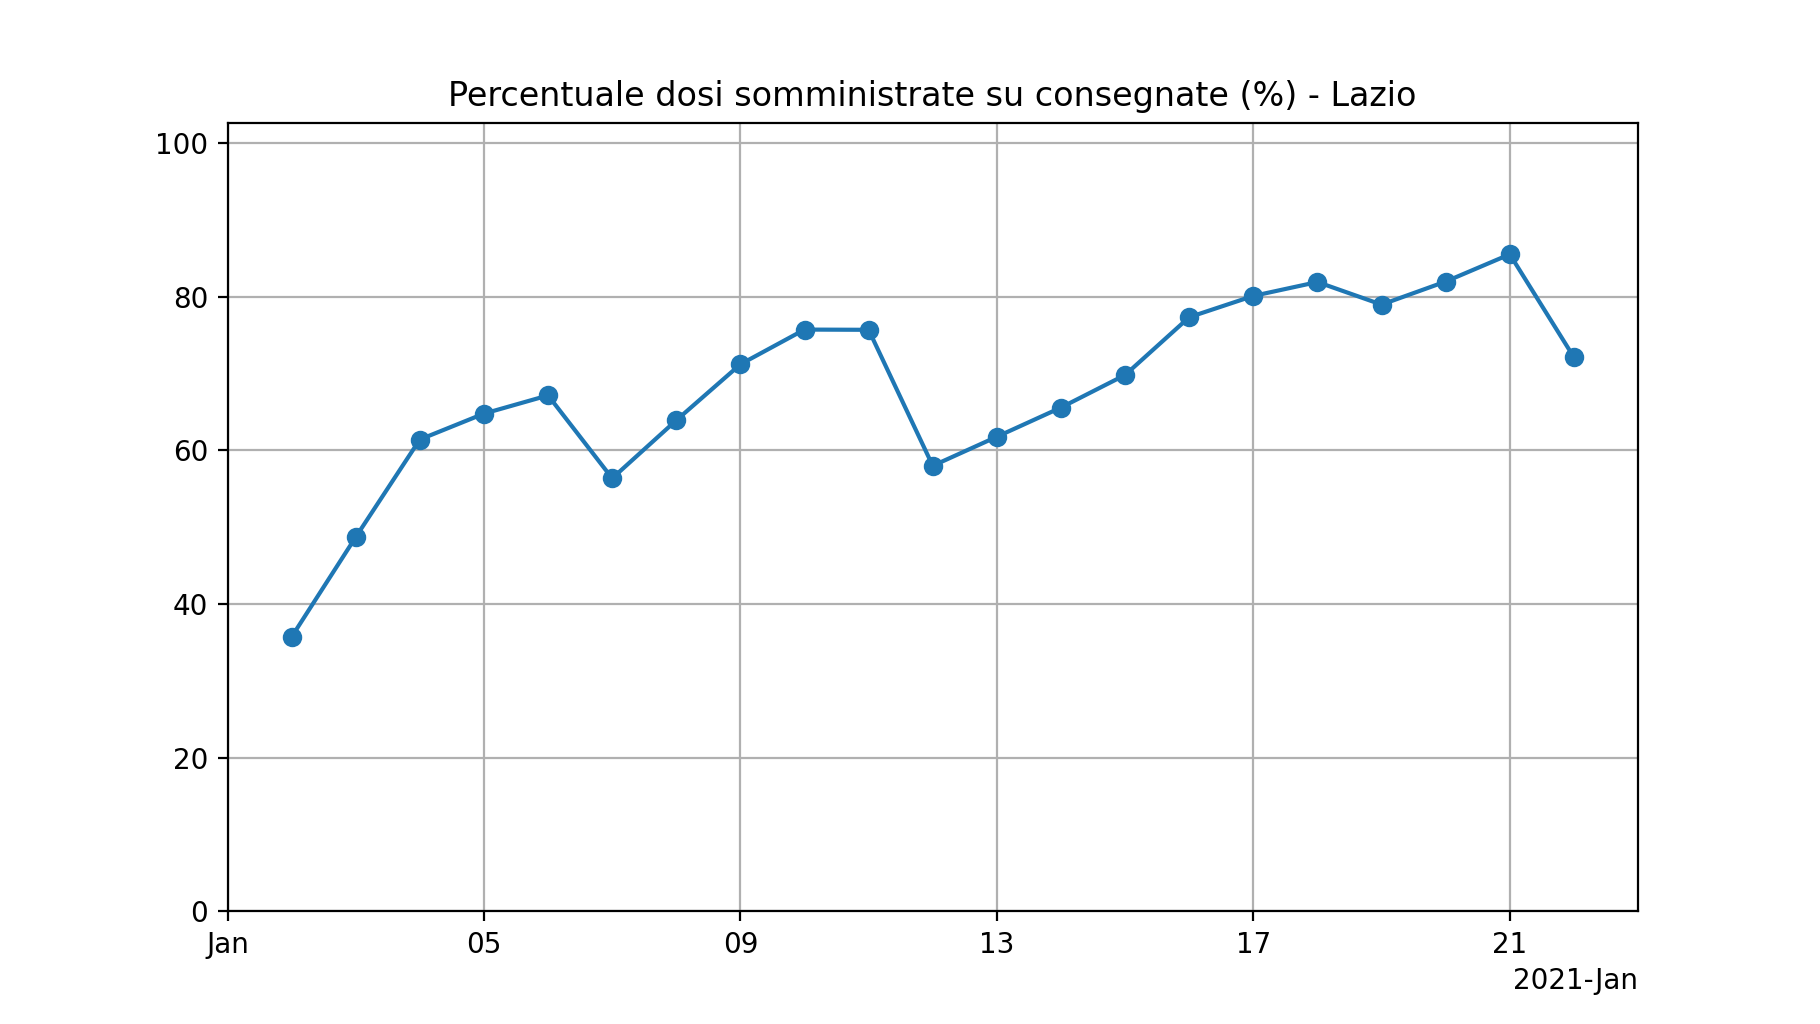 Percentuale dosi somministrate su consegnate (%) - Lazio
100
80
60
40
20
0
Jan 05 09 13 17 21
2021-Jan